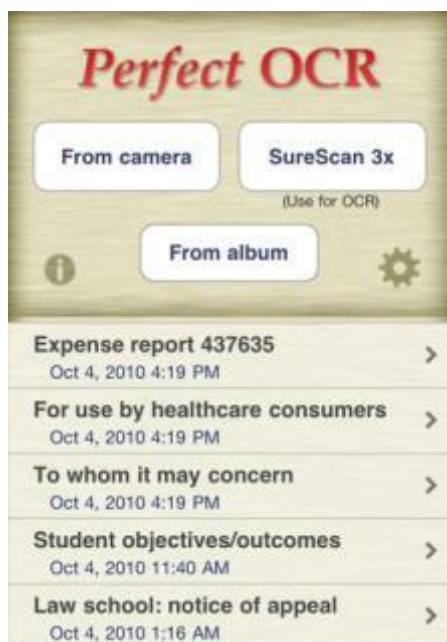 Perfect OCR
From camera
SureScan 3x
(Use for OCR)
From album
Expense report 437635
Oct 4, 2010 4:19 PM
For use by healthcare consumers
Oct 4, 2010 4:19 PM
To whom it may concern
Oct 4, 2010 4:19 PM
Student objectives/outcomes
Oct 4, 2010 11:40 AM
Law school: notice of appeal
Oct 4, 2010 1:16 AM